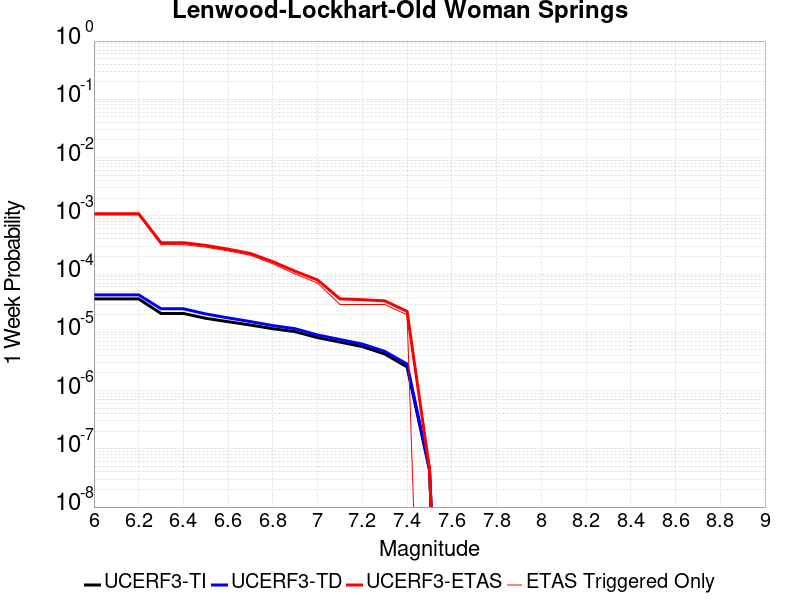 Lenwood-Lockhart-Old Woman Springs
10^0
10^-1
10^-2
10^-3
10^-4
10^-5
10^-6
10^-7
10^-8
1 Week Probability
6 6.2 6.4 6.6 6.8 7 7.2 7.4 7.6 7.8 8 8.2 8.4 8.6 8.8 9
Magnitude
UCERF3-TI UCERF3-TD UCERF3-ETAS ETAS Triggered Only